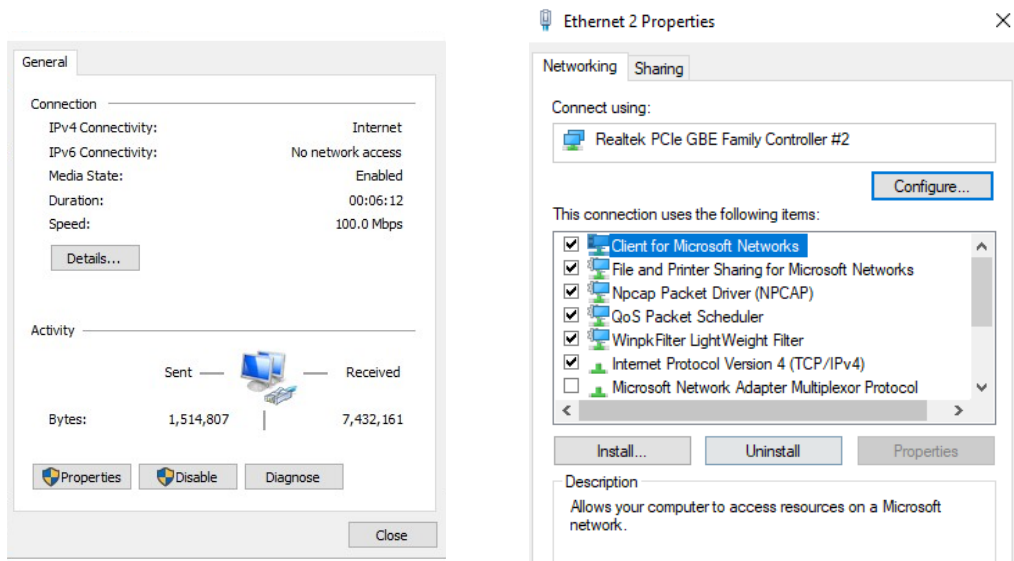 General
Connection
IPv4 Connectivity: Internet
IPv6 Connectivity: No network access
Media State: Enabled
Duration: 00:06:12
Speed: 100.0 Mbps
Details...
Activity
Sent Received
Bytes: 1,514,807 7,432,161
Properties Disable Diagnose
Close
Ethernet 2 Properties
Networking Sharing
Connect using:
Realtek PCIe GBE Family Controller #2
Configure...
This connection uses the following items:
Client for Microsoft Networks
File and Printer Sharing for Microsoft Networks
Npcap Packet Driver (NPCAP)
QoS Packet Scheduler
WinpkFilter LightWeight Filter
Internet Protocol Version 4 (TCP/IPv4)
Microsoft Network Adapter Multiplexor Protocol
Install... Uninstall Properties
Description
Allows your computer to access resources on a Microsoft
network.